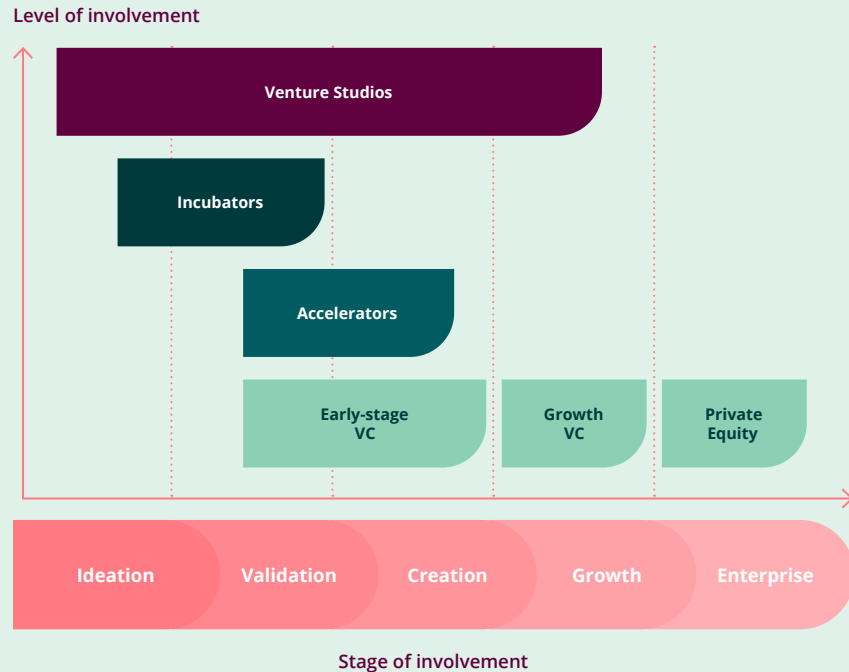 Level of involvement
Venture Studios
Incubators
Accelerators
Early-stage
VC
Growth
VC
Private
Equity
Ideation
Validation
Creation
Growth
Enterprise
Stage of involvement